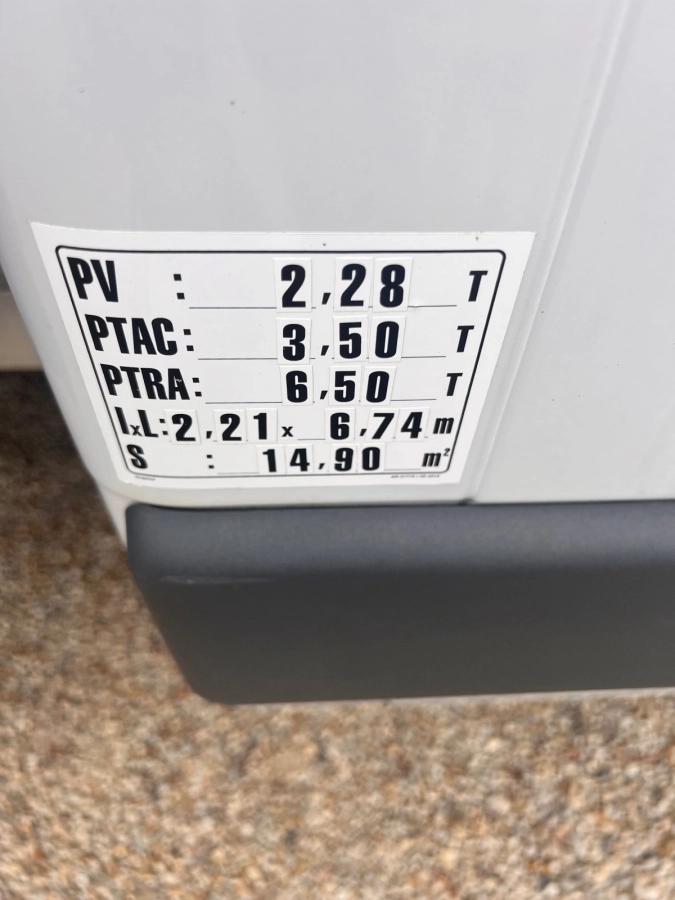 PV : 2,28 T
PTAC: 3,50 T
PTRA: 6,50 T
lxL: 2,21 x 6,74 m
S : 14,90 m²